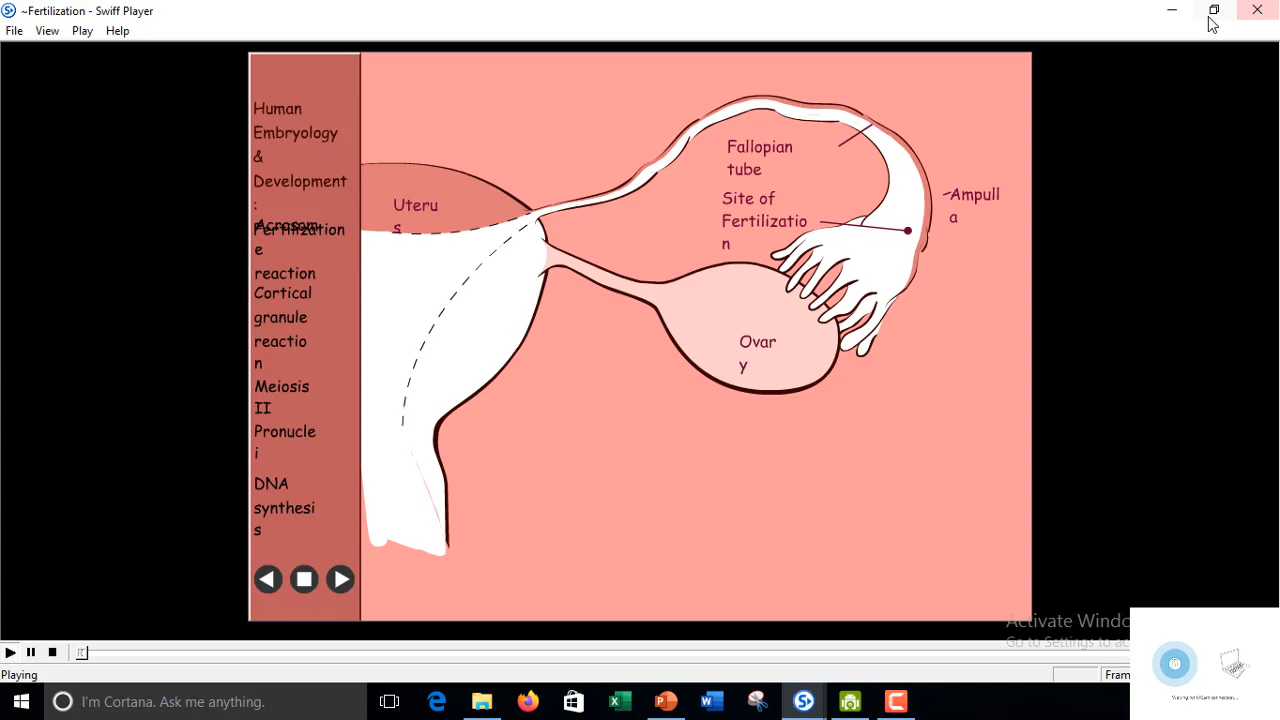 ~Fertilization - Swiff Player
File View Play Help
Human
Embryology
&
Development
:
Fertilization
Acrosom
e
reaction
Cortical
granule
reactio
n
Meiosis
II
Pronucle
i
DNA
synthesi
s
Uteru
s
Fallopian
tube
Site of
Fertilizatio
n
Ampull
a
Ovar
y
Activate Windo
Go to Settings to ac
Playing
Fram
I'm Cortana. Ask me anything.